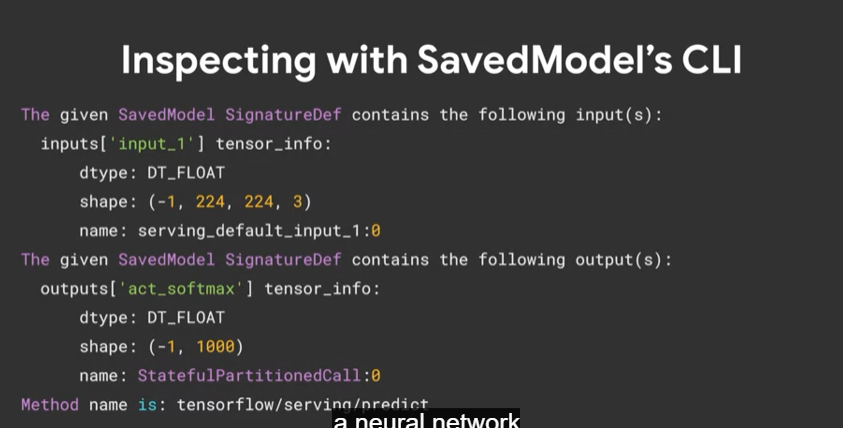 Inspecting with SavedModel's CLI
The given SavedModel SignatureDef contains the following input(s):
inputs['input_1'] tensor_info:
dtype: DT_FLOAT
shape: (-1, 224, 224, 3)
name: serving_default_input_1:0
The given SavedModel SignatureDef contains the following output(s):
outputs['act_softmax'] tensor_info:
dtype: DT_FLOAT
shape: (-1, 1000)
name: StatefulPartitionedCall:0
Method name is: tensorflow/serving/predict
a neural network